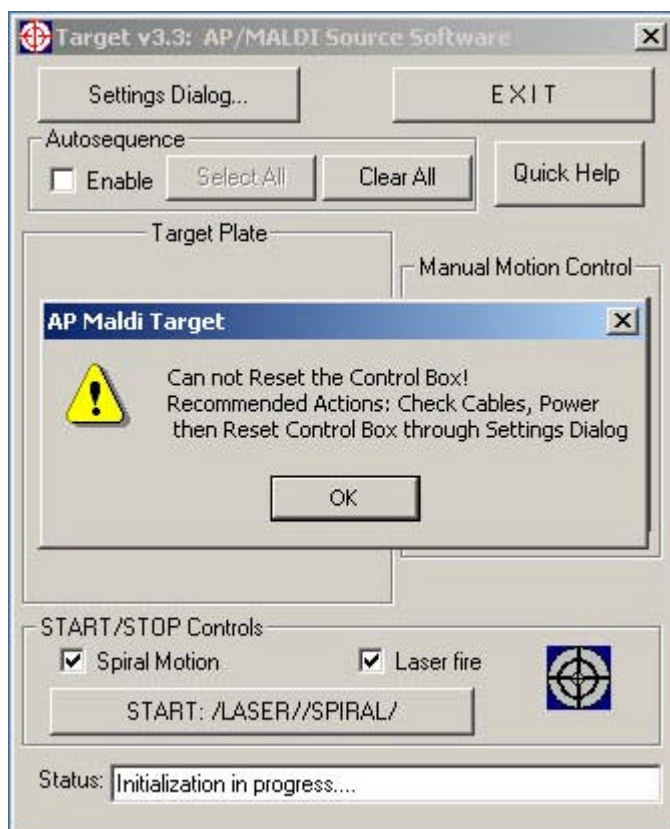 Target v3.3: AP/MALDI Source Software
Settings Dialog...
EXIT
Autosequence
Enable
Select All
Clear All
Quick Help
Target Plate
Manual Motion Control
AP Maldi Target
Can not Reset the Control Box!
Recommended Actions: Check Cables, Power
then Reset Control Box through Settings Dialog
OK
START/STOP Controls
Spiral Motion
Laser fire
START: /LASER//SPIRAL/
Status: Initialization in progress....